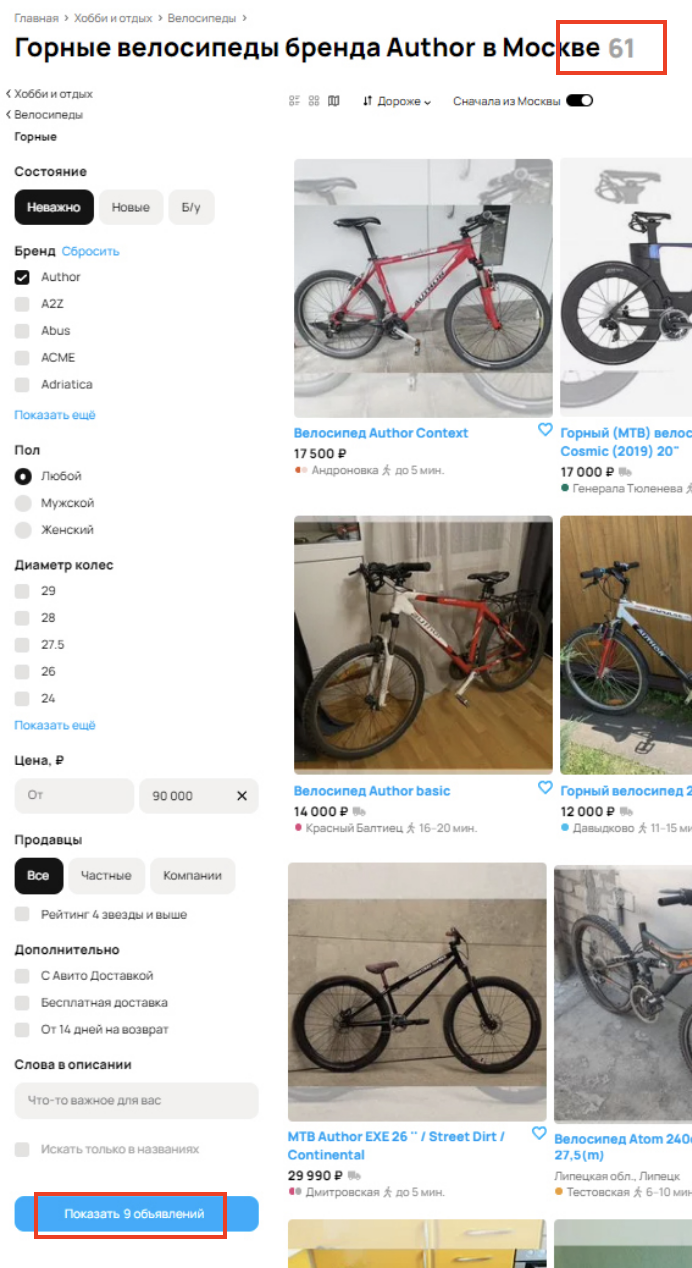 Главная > Хобби и отдых > Велосипеды >
Горные велосипеды бренда Author в Москве 61
Хобби и отдых
Велосипеды
Горные
Дороже
Сначала из Москвы
Состояние
Неважно Новые Б/у
Бренд Сбросить
Author
A2Z
Abus
ACME
Adriatica
Показать ещё
Пол
Любой
Мужской
Женский
Диаметр колес
29
28
27.5
26
24
Показать ещё
Цена, ₽
От 90 000
Продавцы
Все Частные Компании
Рейтинг 4 звезды и выше
Дополнительно
С Авито Доставкой
Бесплатная доставка
От 14 дней на возврат
Слова в описании
Что-то важное для вас
Искать только в названиях
Показать 9 объявлений
Велосипед Author Context
17 500 ₽
Андроновка до 5 мин.
Горный (MTB) велос
Cosmic (2019) 20"
17 000 ₽
Генерала Тюленева
Велосипед Author basic
14 000 ₽
Красный Балтиец 16–20 мин.
Горный велосипед 2
12 000 ₽
Давыдково 11–15 ми
MTB Author EXE 26 '' / Street Dirt /
Continental
29 990 ₽
Дмитровская до 5 мин.
Велосипед Atom 240
27,5(m)
Липецкая обл., Липецк
Тестовская 6–10 мин